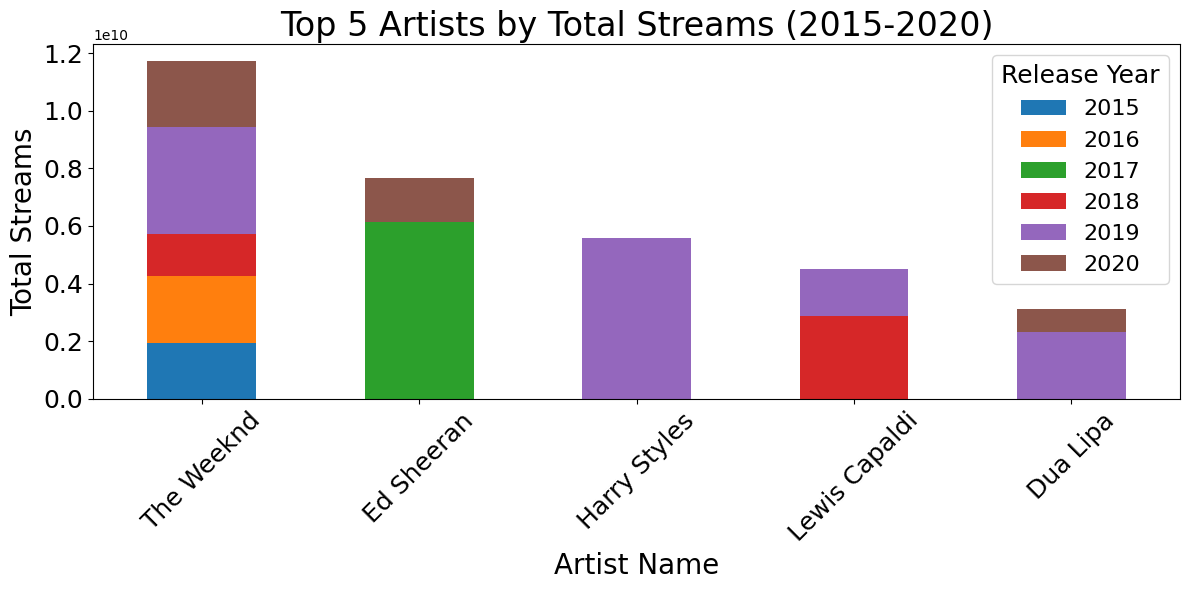 Top 5 Artists by Total Streams (2015-2020)
1e10
1.2
1.0
0.8
0.6
0.4
0.2
0.0
Total Streams
Release Year
2015
2016
2017
2018
2019
2020
The Weeknd
Ed Sheeran
Harry Styles
Lewis Capaldi
Dua Lipa
Artist Name